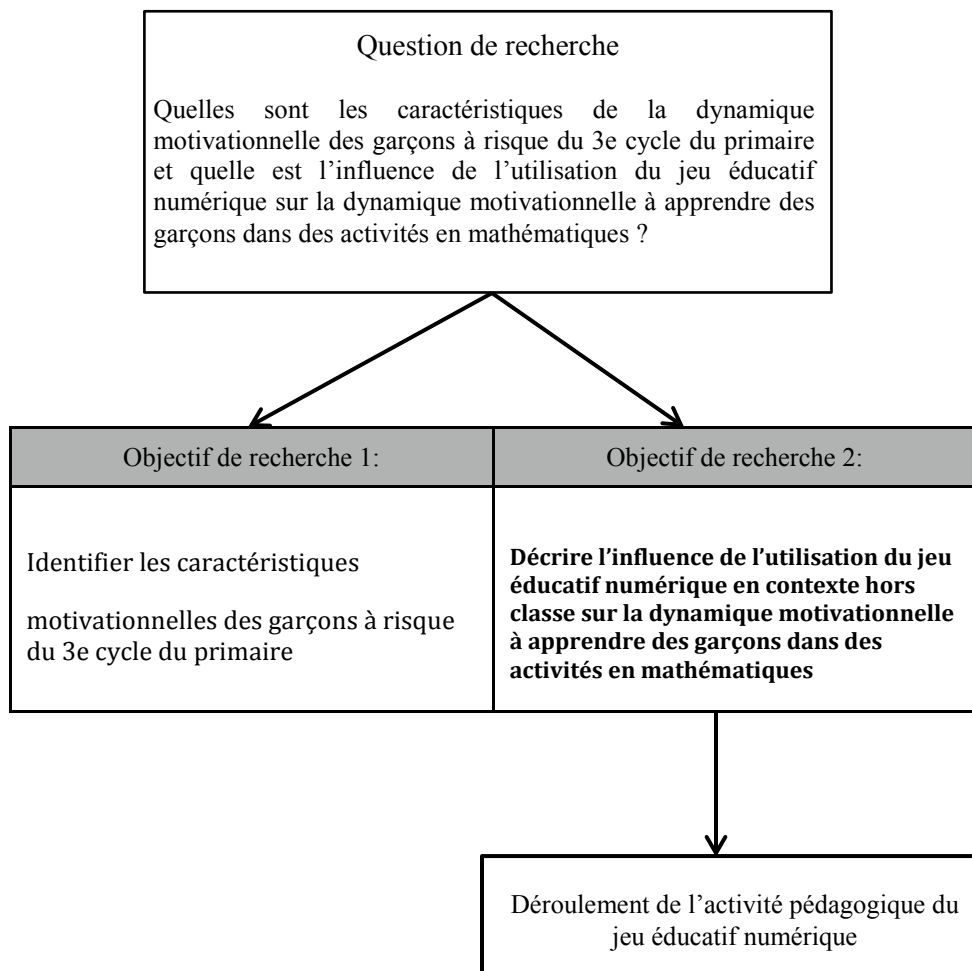 Question de recherche
Quelles sont les caractéristiques de la dynamique
motivationnelle des garçons à risque du 3e cycle du primaire
et quelle est l’influence de l’utilisation du jeu éducatif
numérique sur la dynamique motivationnelle à apprendre des
garçons dans des activités en mathématiques ?
Objectif de recherche 1:
Objectif de recherche 2:
Identifier les caractéristiques
motivationnelles des garçons à risque
du 3e cycle du primaire
Décrire l’influence de l’utilisation du jeu
éducatif numérique en contexte hors
classe sur la dynamique motivationnelle
à apprendre des garçons dans des
activités en mathématiques
Déroulement de l’activité pédagogique du
jeu éducatif numérique